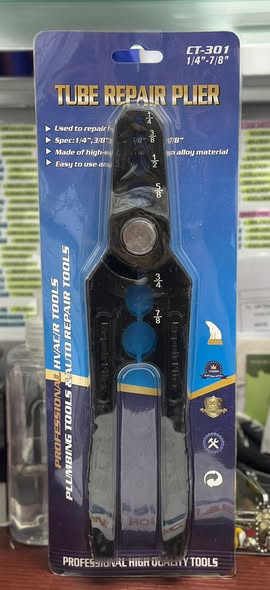 CT-301
1/4"-7/8"
TUBE REPAIR PLIER
Used to repair
Spec:1/4",3/8" 7/8"
Made of high- alloy material
Easy to use an
1/4
3/8
1/2
5/8
3/4
7/8
PROFESSIONAL HVAC/R TOOLS
PLUMBING TOOLS &AUTO REPAIR TOOLS
PROFESSIONAL HIGH QUALITY TOOLS